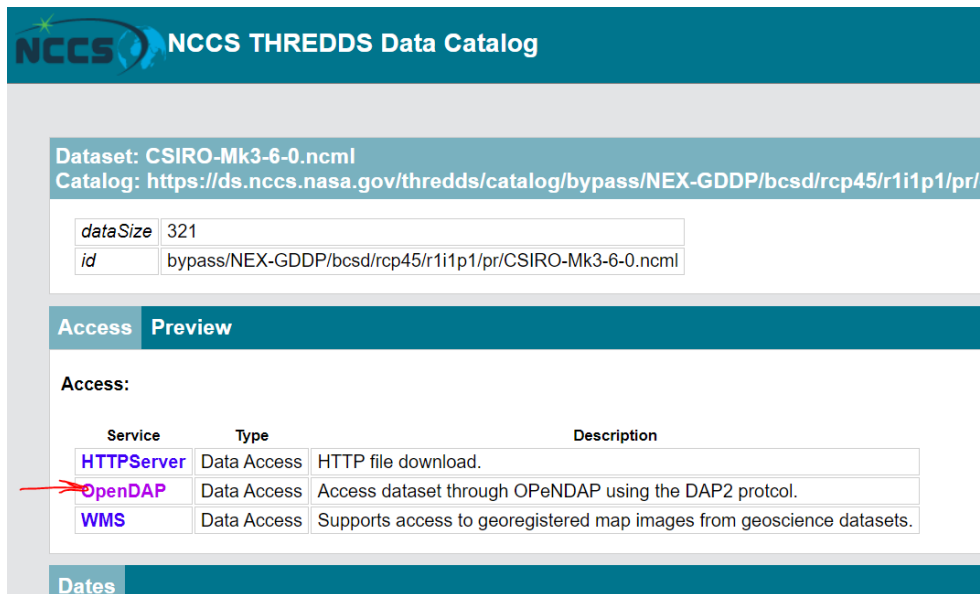 NCCS NCCS THREDDS Data Catalog
Dataset: CSIRO-Mk3-6-0.ncml
Catalog: https://ds.nccs.nasa.gov/thredds/catalog/bypass/NEX-GDDP/bcsd/rcp45/r1i1p1/pr/
dataSize 321
id bypass/NEX-GDDP/bcsd/rcp45/r1i1p1/pr/CSIRO-Mk3-6-0.ncml
Access Preview
Access:
Service Type Description
HTTPServer Data Access HTTP file download.
OpenDAP Data Access Access dataset through OPeNDAP using the DAP2 protcol.
WMS Data Access Supports access to georegistered map images from geoscience datasets.
Dates